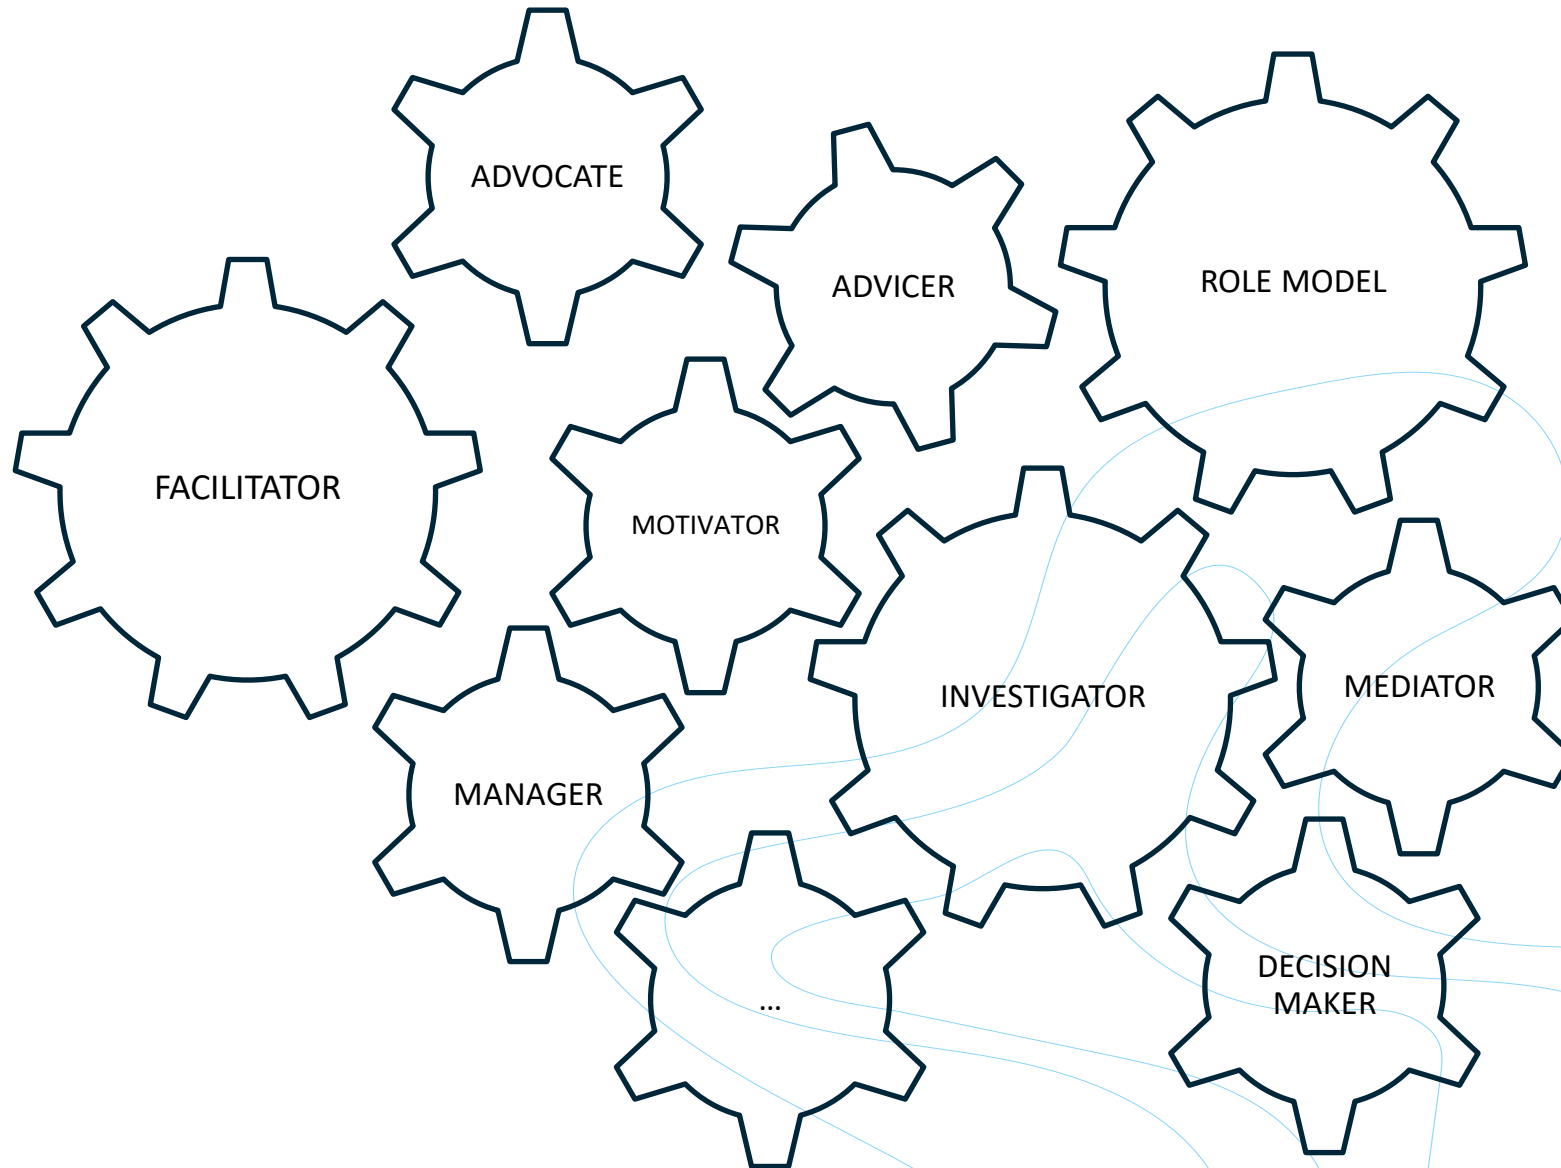 ADVOCATE
ADVICER
ROLE MODEL
FACILITATOR
MOTIVATOR
INVESTIGATOR
MEDIATOR
MANAGER
...
DECISION
MAKER